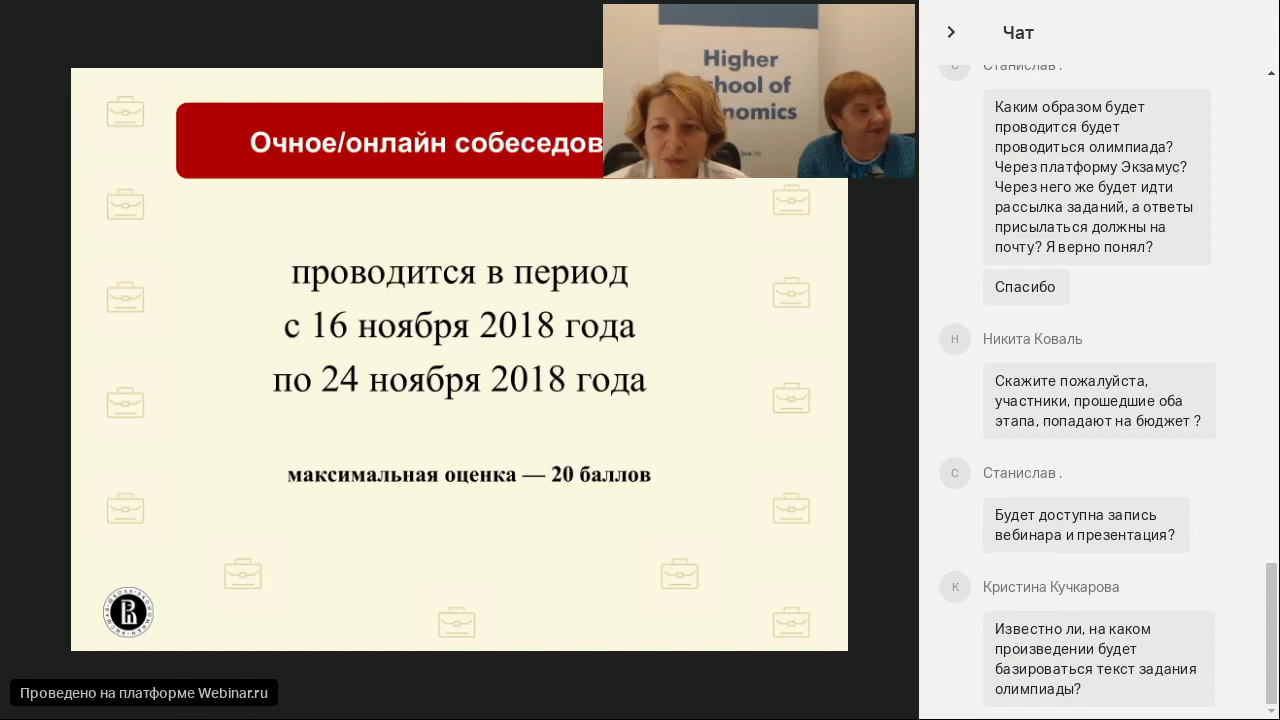 Очное/онлайн собеседов
проводится в период
с 16 ноября 2018 года
по 24 ноября 2018 года
максимальная оценка — 20 баллов
Higher
School of
nomics
Проведено на платформе Webinar.ru
Чат
С
Станислав .
Каким образом будет
проводится будет
проводиться олимпиада?
Через платформу Экзамус?
Через него же будет идти
рассылка заданий, а ответы
присылаться должны на
почту? Я верно понял?
Спасибо
Н
Никита Коваль
Скажите пожалуйста,
участники, прошедшие оба
этапа, попадают на бюджет ?
С
Станислав .
Будет доступна запись
вебинара и презентация?
К
Кристина Кучкарова
Известно ли, на каком
произведении будет
базироваться текст задания
олимпиады?